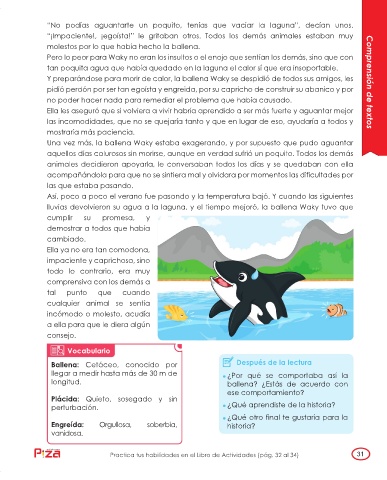 "No podías aguantarte un poquito, tenías que vaciar la laguna", decían unos.
"¡Impaciente!, ¡egoísta!" le gritaban otros. Todos los demás animales estaban muy
molestos por lo que había hecho la ballena.
Pero lo peor para Waky no eran los insultos o el enojo que sentían los demás, sino que con
tan poquita agua que había quedado en la laguna el calor sí que era insoportable.
Y preparándose para morir de calor, la ballena Waky se despidió de todos sus amigos, les
pidió perdón por ser tan egoísta y engreída, por su capricho de construir su abanico y por
no poder hacer nada para remediar el problema que había causado.
Ella les aseguró que si volviera a vivir habría aprendido a ser más fuerte y aguantar mejor
las incomodidades, que no se quejaría tanto y que en lugar de eso, ayudaría a todos y
mostraría más paciencia.
Una vez más, la ballena Waky estaba exagerando, y por supuesto que pudo aguantar
aquellos días calurosos sin morirse, aunque en verdad sufrió un poquito. Todos los demás
animales decidieron apoyarla, le conversaban todos los días y se quedaban con ella
acompañándola para que no se sintiera mal y olvidara por momentos las dificultades por
las que estaba pasando.
Así, poco a poco el verano fue pasando y la temperatura bajó. Y cuando las siguientes
lluvias devolvieron su agua a la laguna, y el tiempo mejoró, la ballena Waky tuvo que
cumplir su promesa, y
demostrar a todos que había
cambiado.
Ella ya no era tan comodona,
impaciente y caprichosa, sino
todo lo contrario, era muy
comprensiva con los demás a
tal punto que cuando
cualquier animal se sentía
incómodo o molesto, acudía
a ella para que le diera algún
consejo.
Vocabulario
Ballena: Cetáceo, conocido por
llegar a medir hasta más de 30 m de
longitud.
Plácida: Quieto, sosegado y sin
perturbación.
Engreída: Orgullosa, soberbia,
vanidosa.
Después de la lectura
¿Por qué se comportaba así la
ballena? ¿Estás de acuerdo con
ese comportamiento?
¿Qué aprendiste de la historia?
¿Qué otro final te gustaría para la
historia?
Comprensión de textos
Practica tus habilidades en el Libro de Actividades (pág. 32 al 34)
31